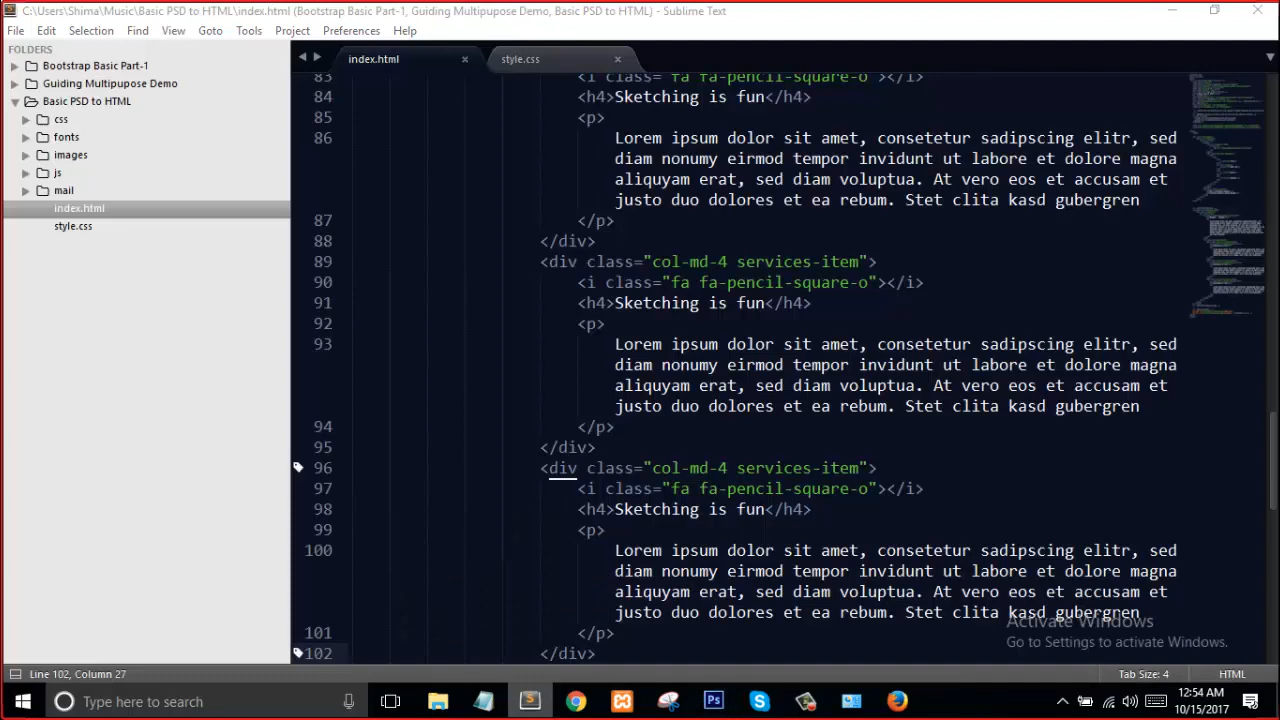 C:\Users\Shima\Music\Basic PSD to HTML\index.html (Bootstrap Basic Part-1, Guiding Multipupose Demo, Basic PSD to HTML) - Sublime Text
File Edit Selection Find View Goto Tools Project Preferences Help
FOLDERS
Bootstrap Basic Part-1
Guiding Multipupose Demo
Basic PSD to HTML
css
fonts
images
js
mail
index.html
style.css
index.html
style.css
83 <i class="fa fa-pencil-square-o"></i>
84 <h4>Sketching is fun</h4>
85 <p>
86 Lorem ipsum dolor sit amet, consetetur sadipscing elitr, sed
diam nonumy eirmod tempor invidunt ut labore et dolore magna
aliquyam erat, sed diam voluptua. At vero eos et accusam et
justo duo dolores et ea rebum. Stet clita kasd gubergren
87 </p>
88 </div>
89 <div class="col-md-4 services-item">
90 <i class="fa fa-pencil-square-o"></i>
91 <h4>Sketching is fun</h4>
92 <p>
93 Lorem ipsum dolor sit amet, consetetur sadipscing elitr, sed
diam nonumy eirmod tempor invidunt ut labore et dolore magna
aliquyam erat, sed diam voluptua. At vero eos et accusam et
justo duo dolores et ea rebum. Stet clita kasd gubergren
94 </p>
95 </div>
96 <div class="col-md-4 services-item">
97 <i class="fa fa-pencil-square-o"></i>
98 <h4>Sketching is fun</h4>
99 <p>
100 Lorem ipsum dolor sit amet, consetetur sadipscing elitr, sed
diam nonumy eirmod tempor invidunt ut labore et dolore magna
aliquyam erat, sed diam voluptua. At vero eos et accusam et
justo duo dolores et ea rebum. Stet clita kasd gubergren
101 </p>
102 </div>
Activate Windows
Go to Settings to activate Windows.
Line 102, Column 27
Tab Size: 4
HTML
Type here to search
Ps
12:54 AM
10/15/2017